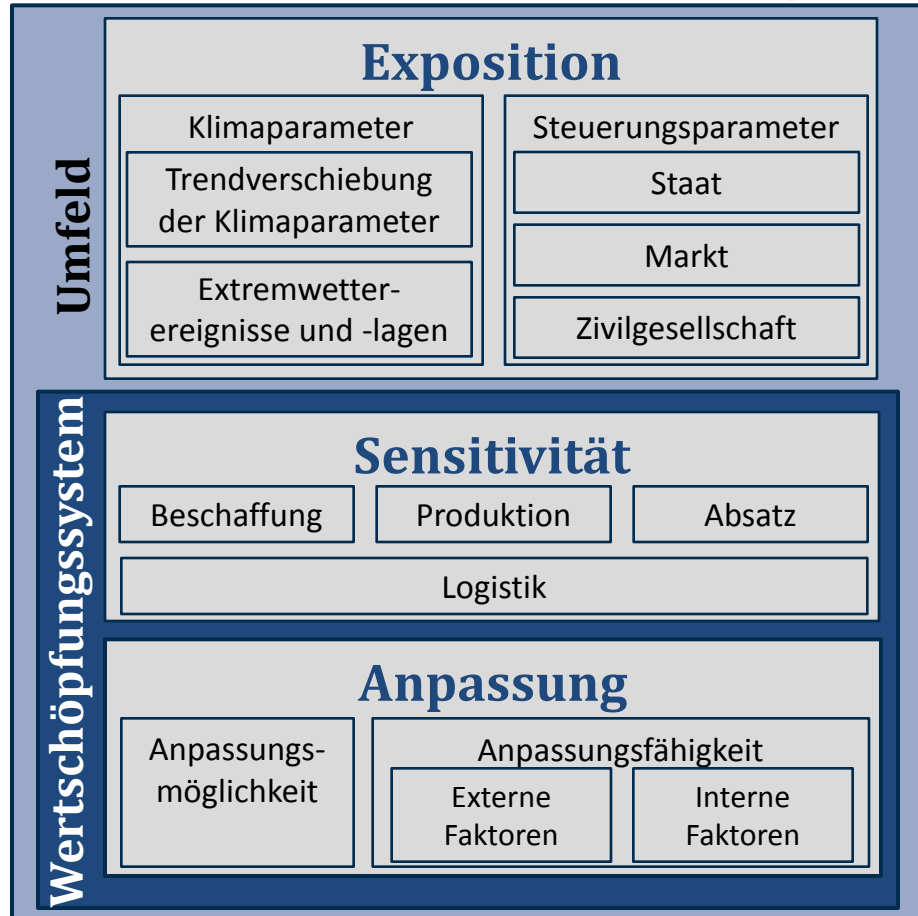 Umfeld
Exposition
Klimaparameter
Trendverschiebung
der Klimaparameter
Extremwetter-
ereignisse und -lagen
Steuerungsparameter
Staat
Markt
Zivilgesellschaft
Wertschöpfungssystem
Sensitivität
Beschaffung
Produktion
Absatz
Logistik
Anpassung
Anpassungs-
möglichkeit
Anpassungsfähigkeit
Externe
Faktoren
Interne
Faktoren